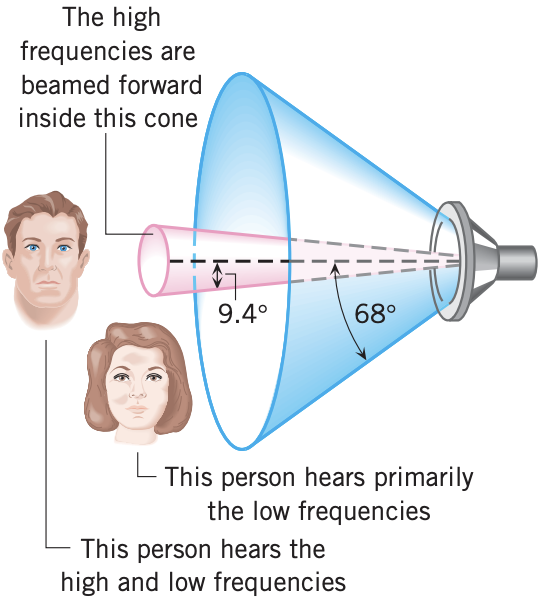 The high
frequencies are
beamed forward
inside this cone
9.4°
68°
This person hears primarily
the low frequencies
This person hears the
high and low frequencies